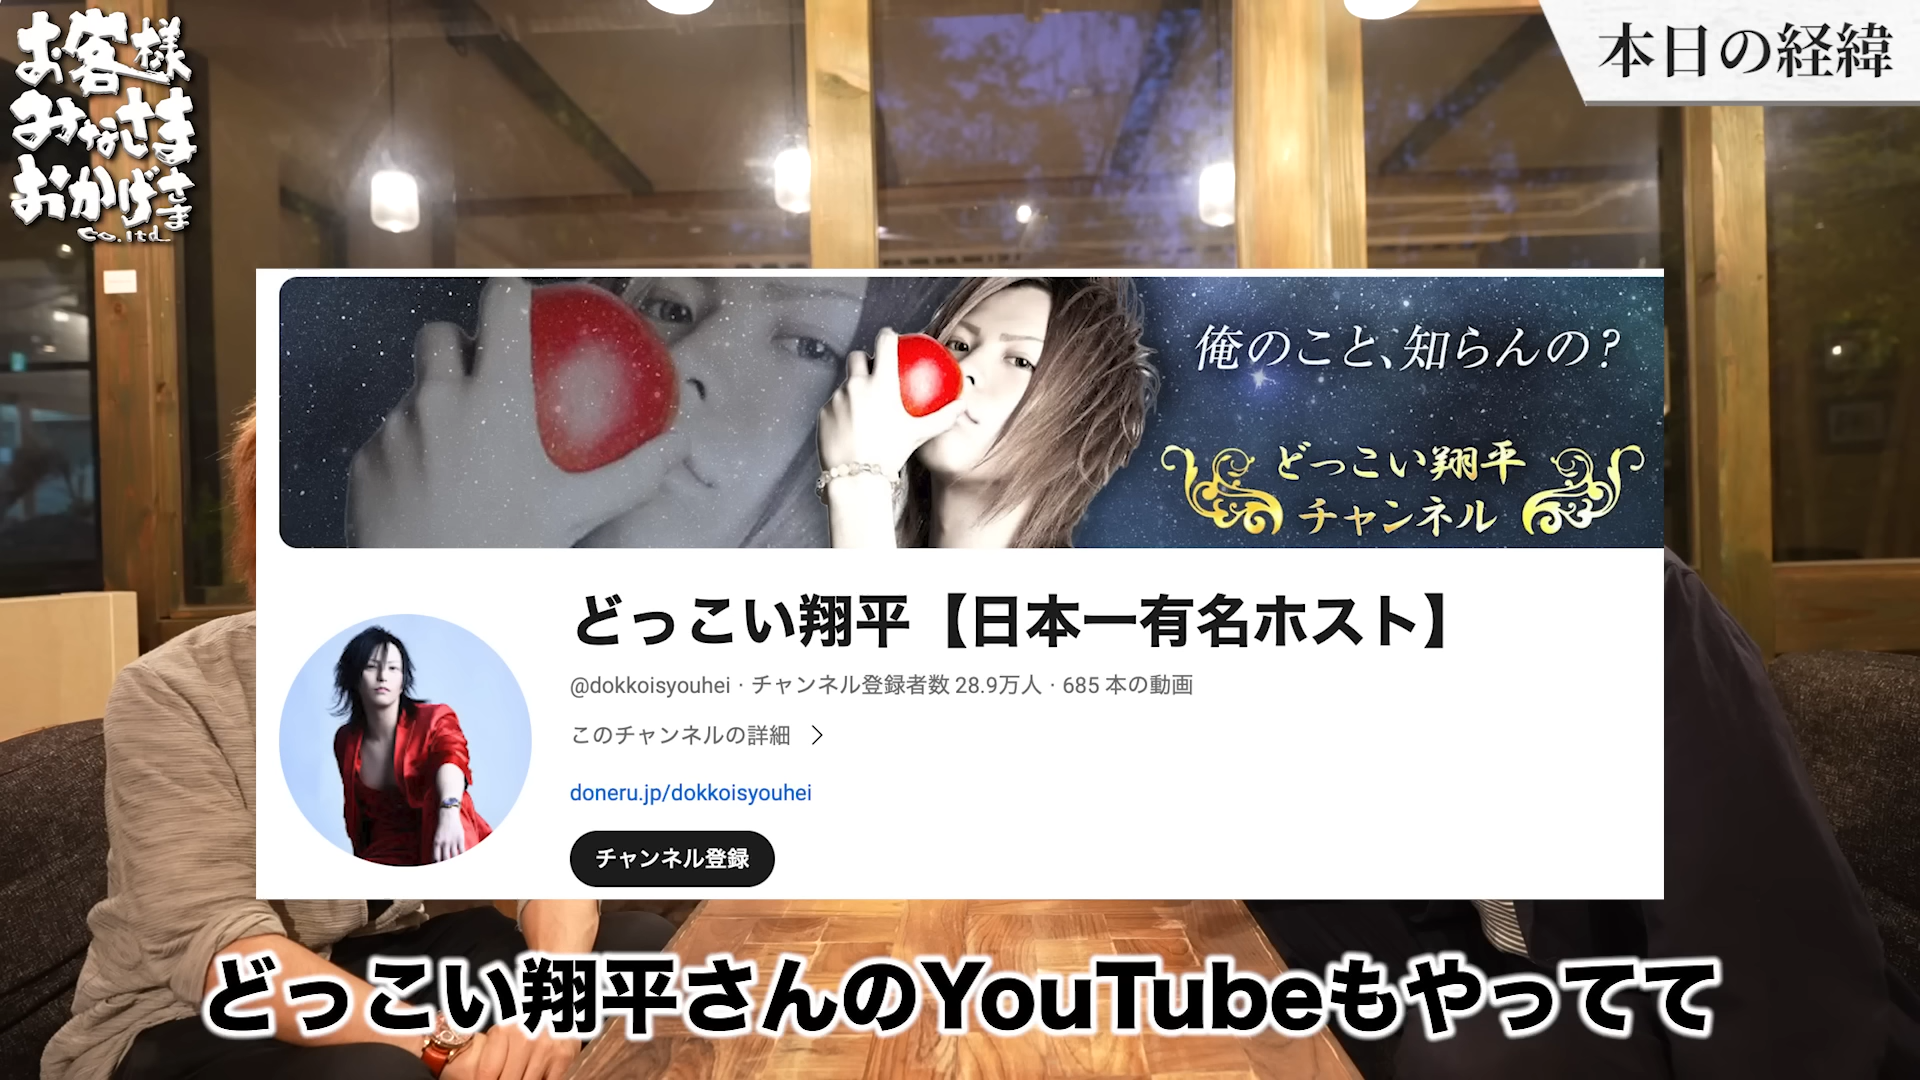 お客様
みなさま
おかげさま
co.ltd
本日の経緯
俺のこと、知らんの？
どっこい翔平
チャンネル
どっこい翔平【日本一有名ホスト】
@dokkoisyouhei · チャンネル登録者数 28.9万人 · 685 本の動画
このチャンネルの詳細
doneru.jp/dokkoisyouhei
チャンネル登録
どっこい翔平さんのYouTubeもやってて